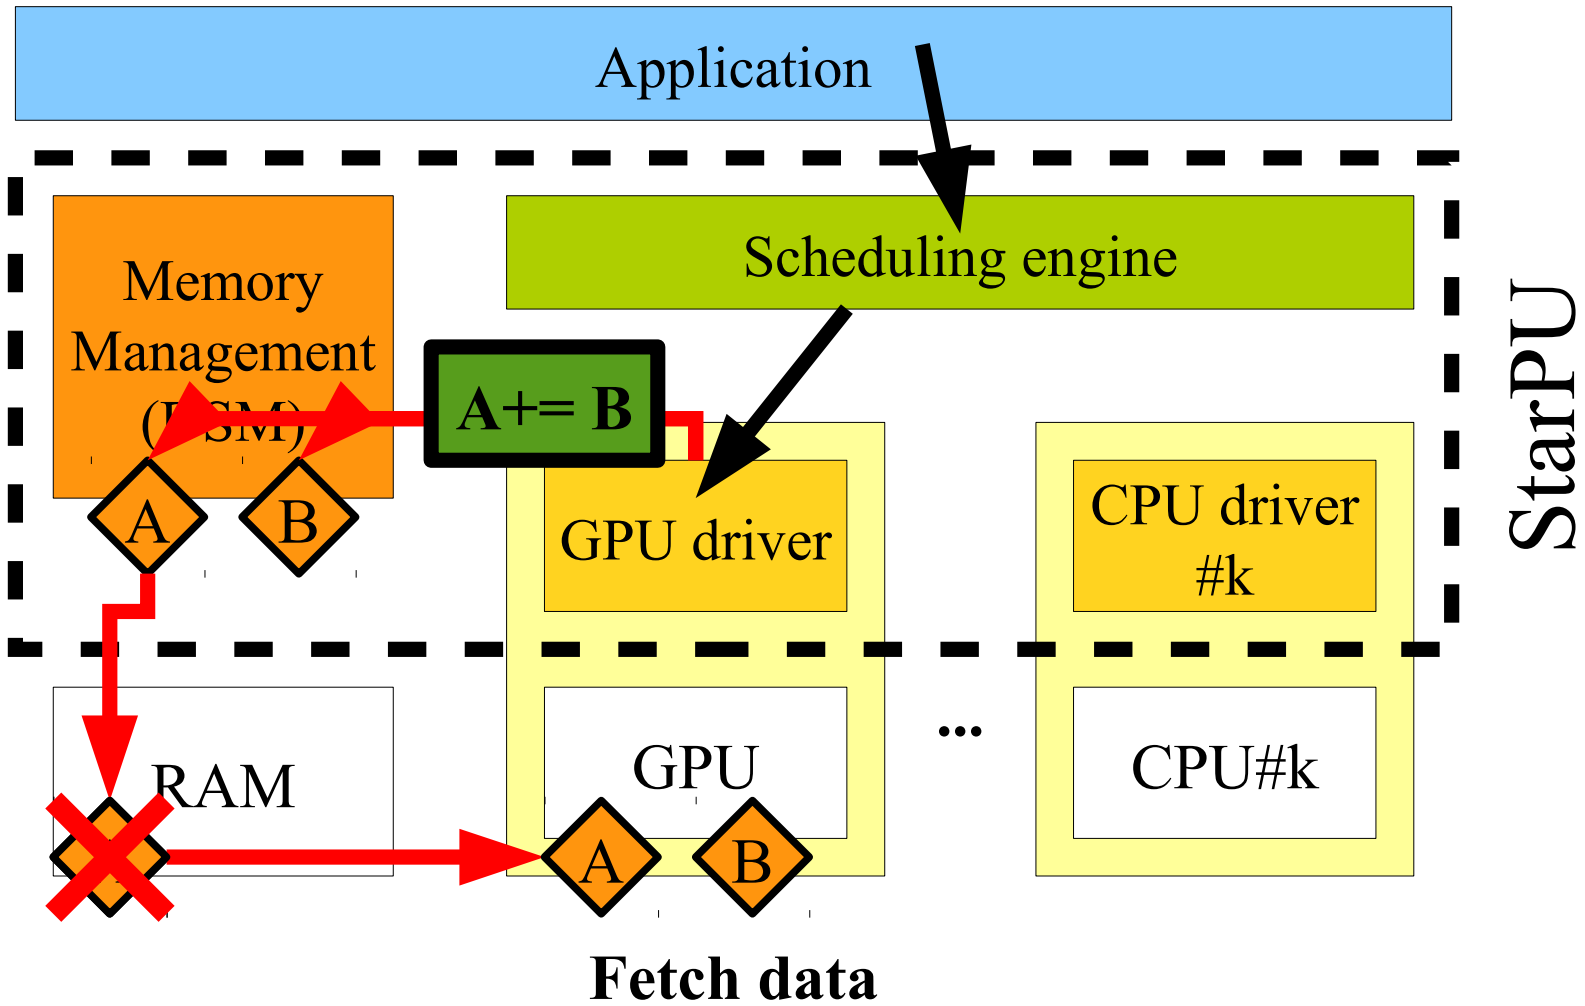 Application
Memory
Management
Scheduling engine
StarPU
A+= B
A
B
GPU driver
CPU driver
#k
RAM
GPU
...
CPU#k
A
B
Fetch data